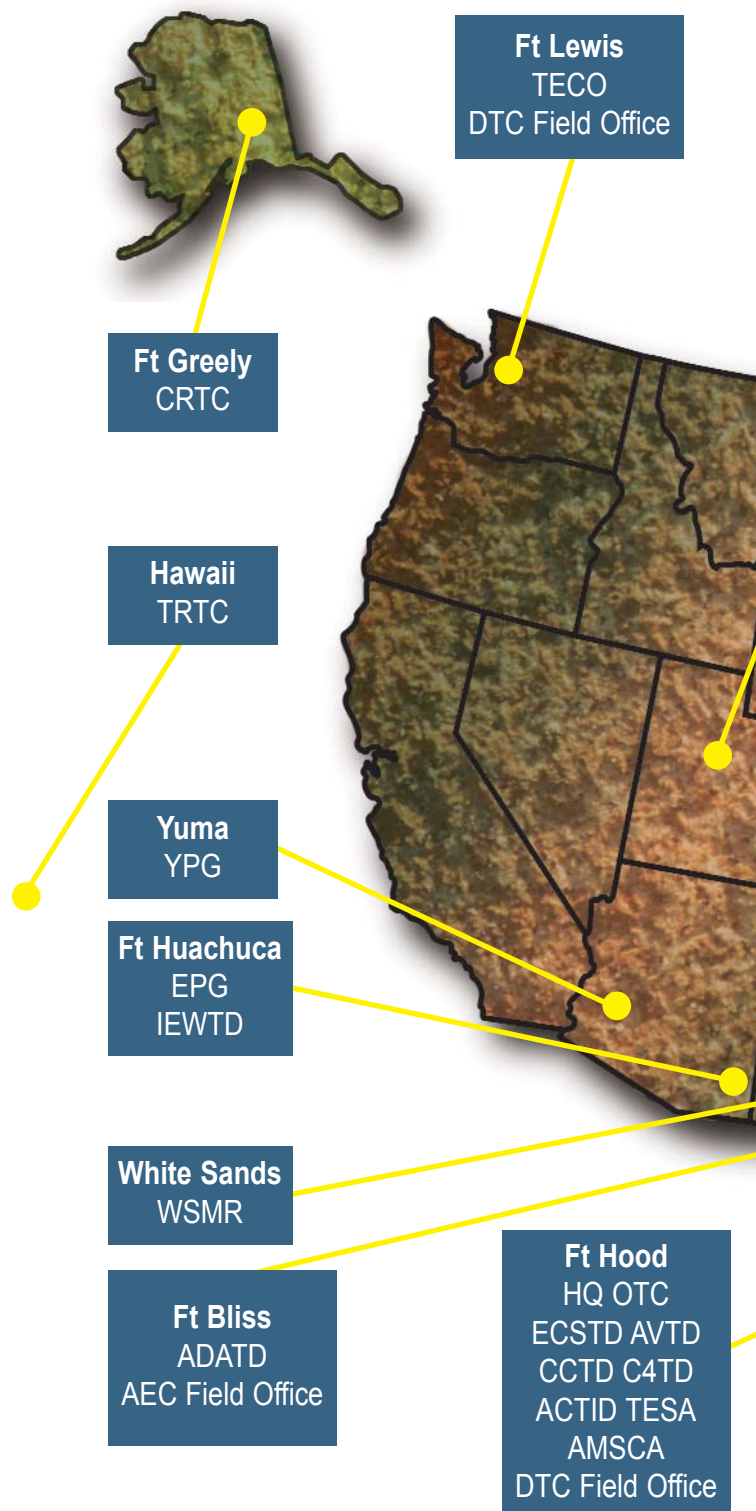 Ft Lewis
TECO
DTC Field Office
Ft Greely
CRTC
Hawaii
TRTC
Yuma
YPG
Ft Huachuca
EPG
IEWTD
White Sands
WSMR
Ft Bliss
ADATD
AEC Field Office
Ft Hood
HQ OTC
ECSTD AVTD
CCTD C4TD
ACTID TESA
AMSCA
DTC Field Office